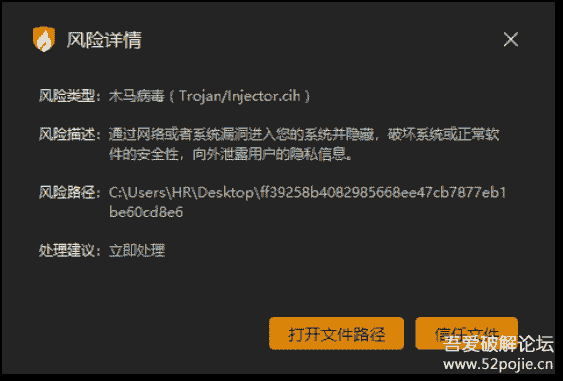 风险详情
风险类型：木马病毒（Trojan/Injector.cih）
风险描述：通过网络或者系统漏洞进入您的系统并隐藏，破坏系统或正常软
件的安全性，向外泄露用户的隐私信息。
风险路径：C:\Users\HR\Desktop\ff39258b4082985668ee47cb7877eb1
be60cd8e6
处理建议：立即处理
打开文件路径
信任文件
吾爱破解论坛
www.52pojie.cn